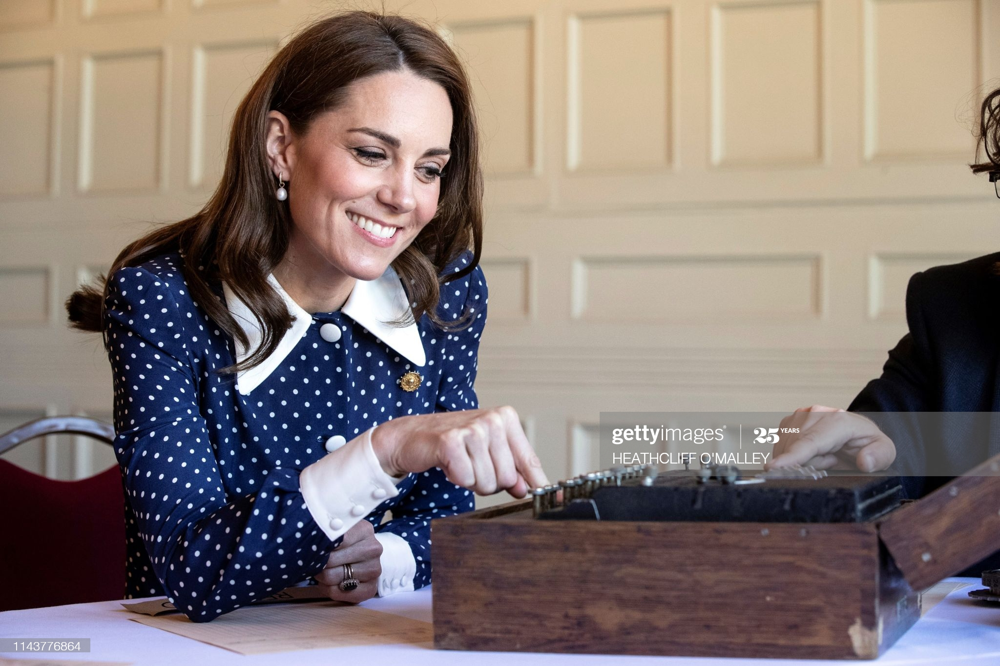 gettyimages®
25 YEARS
HEATHCLIFF O'MALLEY
1143776864